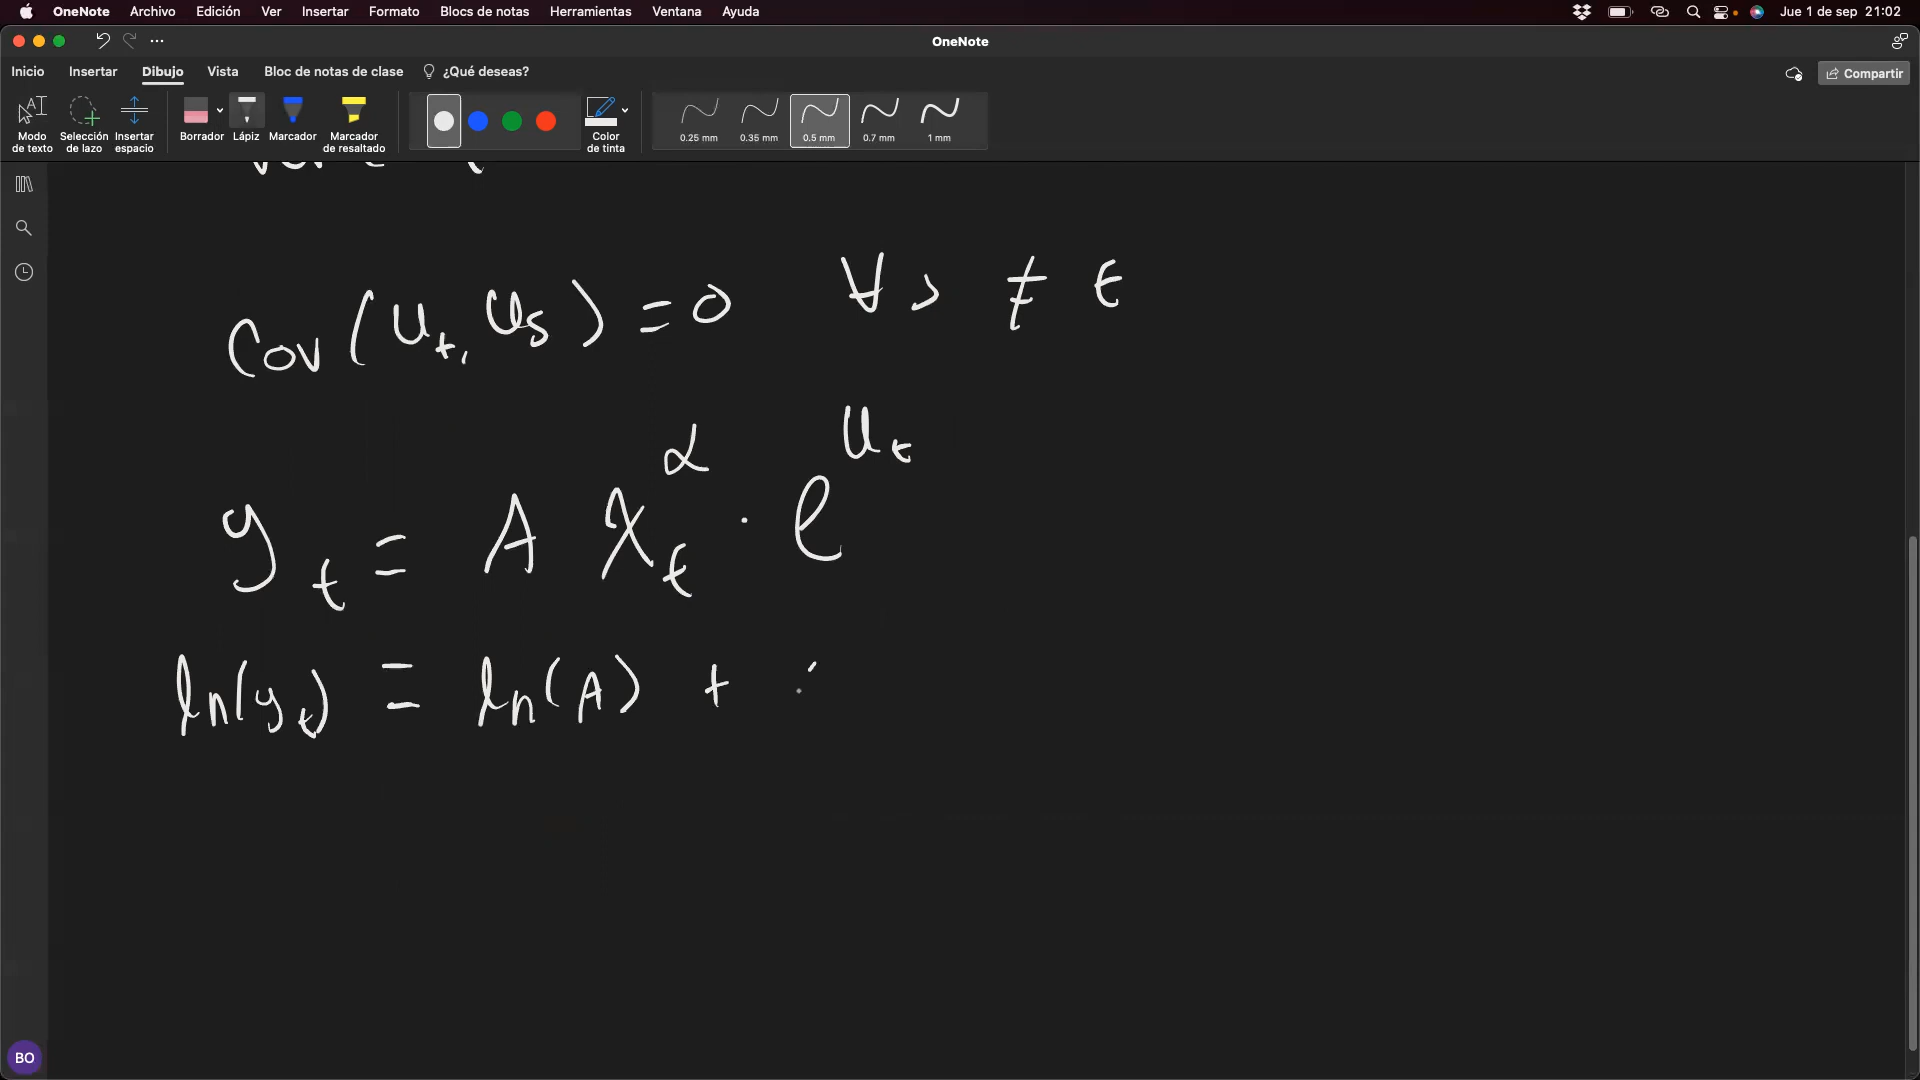 OneNote Archivo Edición Ver Insertar Formato Bloc de notas Herramientas Ventana Ayuda Jue 1 de sep 21:02
OneNote
Inicio Insertar Dibujo Vista Bloc de notas de clase ¿Qué deseas? Compartir
Modo de texto Selección de lazo Insertar espacio Borrador Lápiz Marcador Marcador de resaltado Color de tinta 0.25 mm 0.35 mm 0.5 mm 0.7 mm 1 mm
Cov(u_t, u_s) = 0 ∀ s ≠ t
y_t = A X_t^α · e^{u_t}
ln(y_t) = ln(A) +
BO